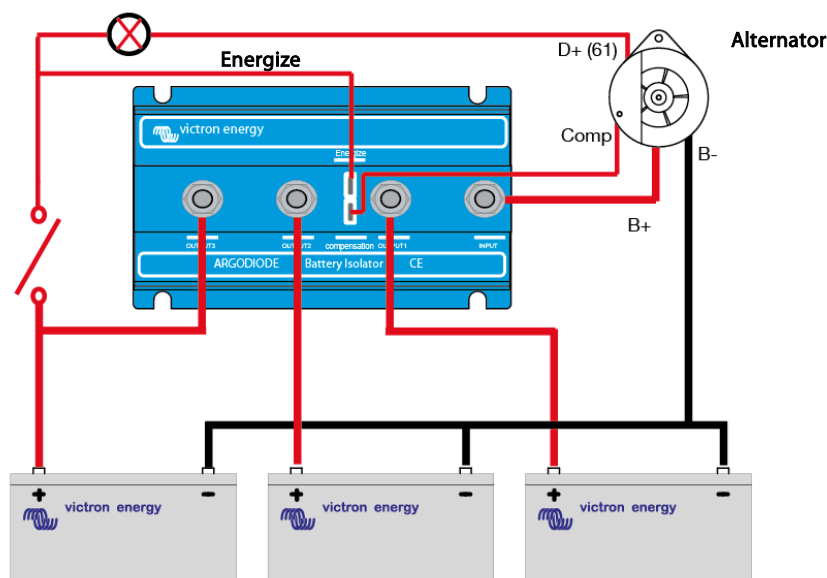 Alternator
D+ (61)
Energize
victron energy
Comp
Energize
B-
B+
OUTPUT3
OUTPUT2
compensation
OUTPUT1
INPUT
ARGODIODE Battery Isolator CE
+ -
victron energy
+ -
victron energy
+ -
victron energy